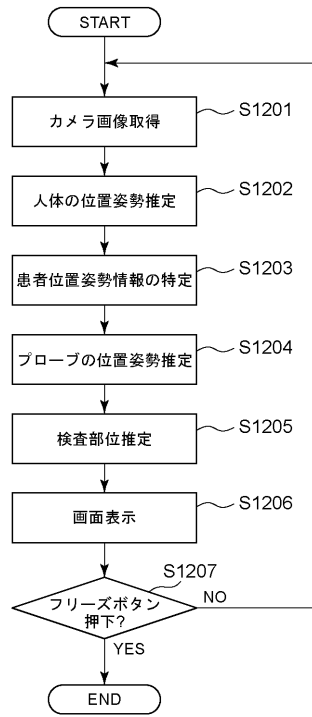 START
カメラ画像取得
S1201
人体の位置姿勢推定
S1202
患者位置姿勢情報の特定
S1203
プローブの位置姿勢推定
S1204
検査部位推定
S1205
画面表示
S1206
S1207
フリーズボタン
押下?
NO
YES
END